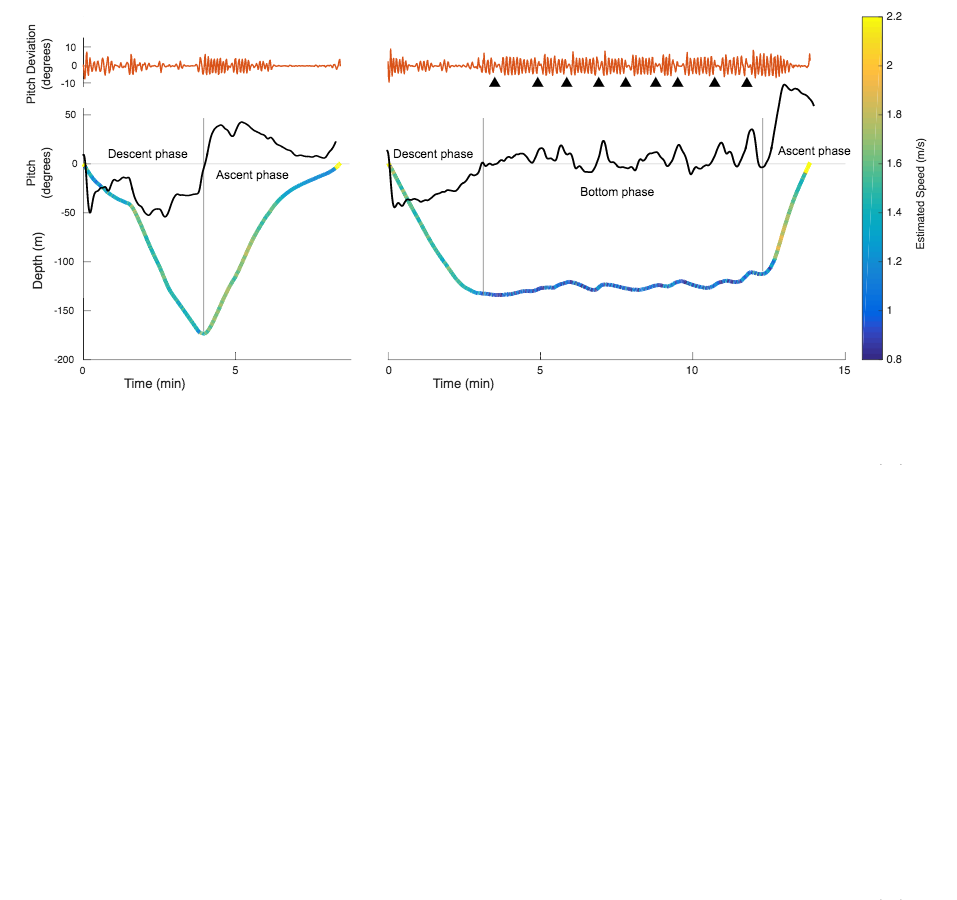 Pitch Deviation
(degrees)
10
0
-10
Pitch
(degrees)
Depth (m)
50
0
-50
-100
-150
-200
Descent phase
Ascent phase
0
5
Time (min)
Descent phase
Bottom phase
Ascent phase
0
5
10
15
Time (min)
2.2
2
1.8
1.6
1.4
1.2
1
0.8
Estimated Speed (m/s)